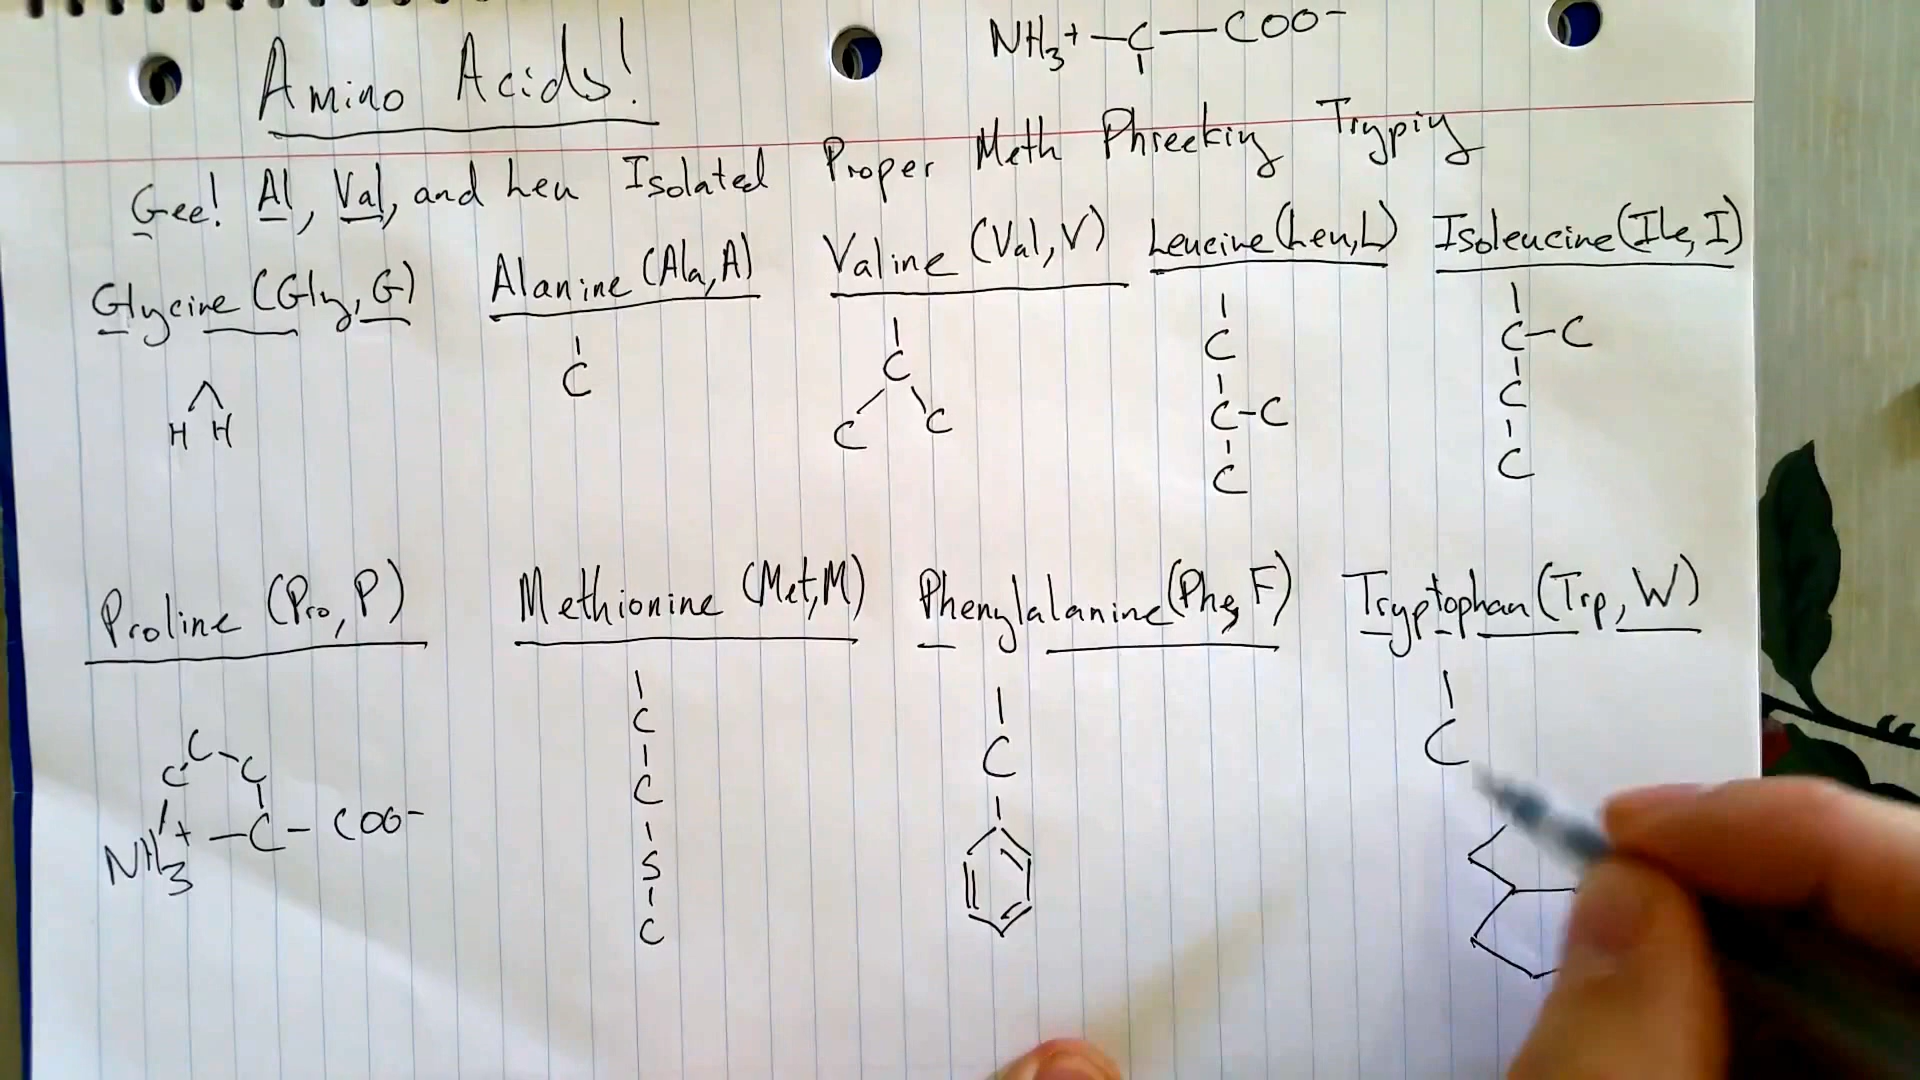 NH3+ -C- COO-
Amino Acids!
Gee! Al, Val, and Leu Isolated Proper Meth Phreeking Tryping
Glycine (Gly, G) Alanine (Ala, A) Valine (Val, V) Leucine (Leu, L) Isoleucine (Ile, I)
H H
C
C
C C
C
C-C
C
C-C
C
C
Proline (Pro, P) Methionine (Met, M) Phenylalanine (Phe, F) Tryptophan (Trp, W)
C C C
NH3+ -C- COO-
C
C
S
C
C
C